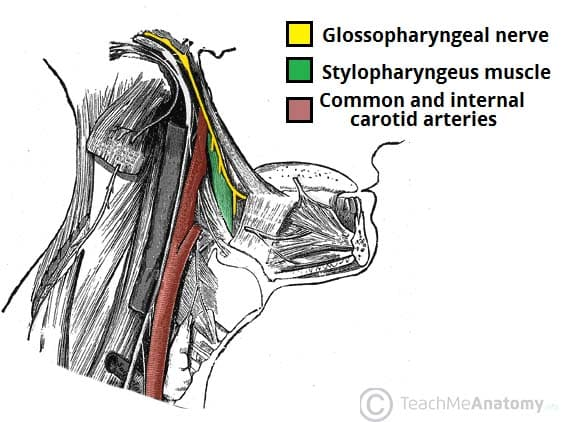 Glossopharyngeal nerve
Stylopharyngeus muscle
Common and internal
carotid arteries
© TeachMeAnatomy